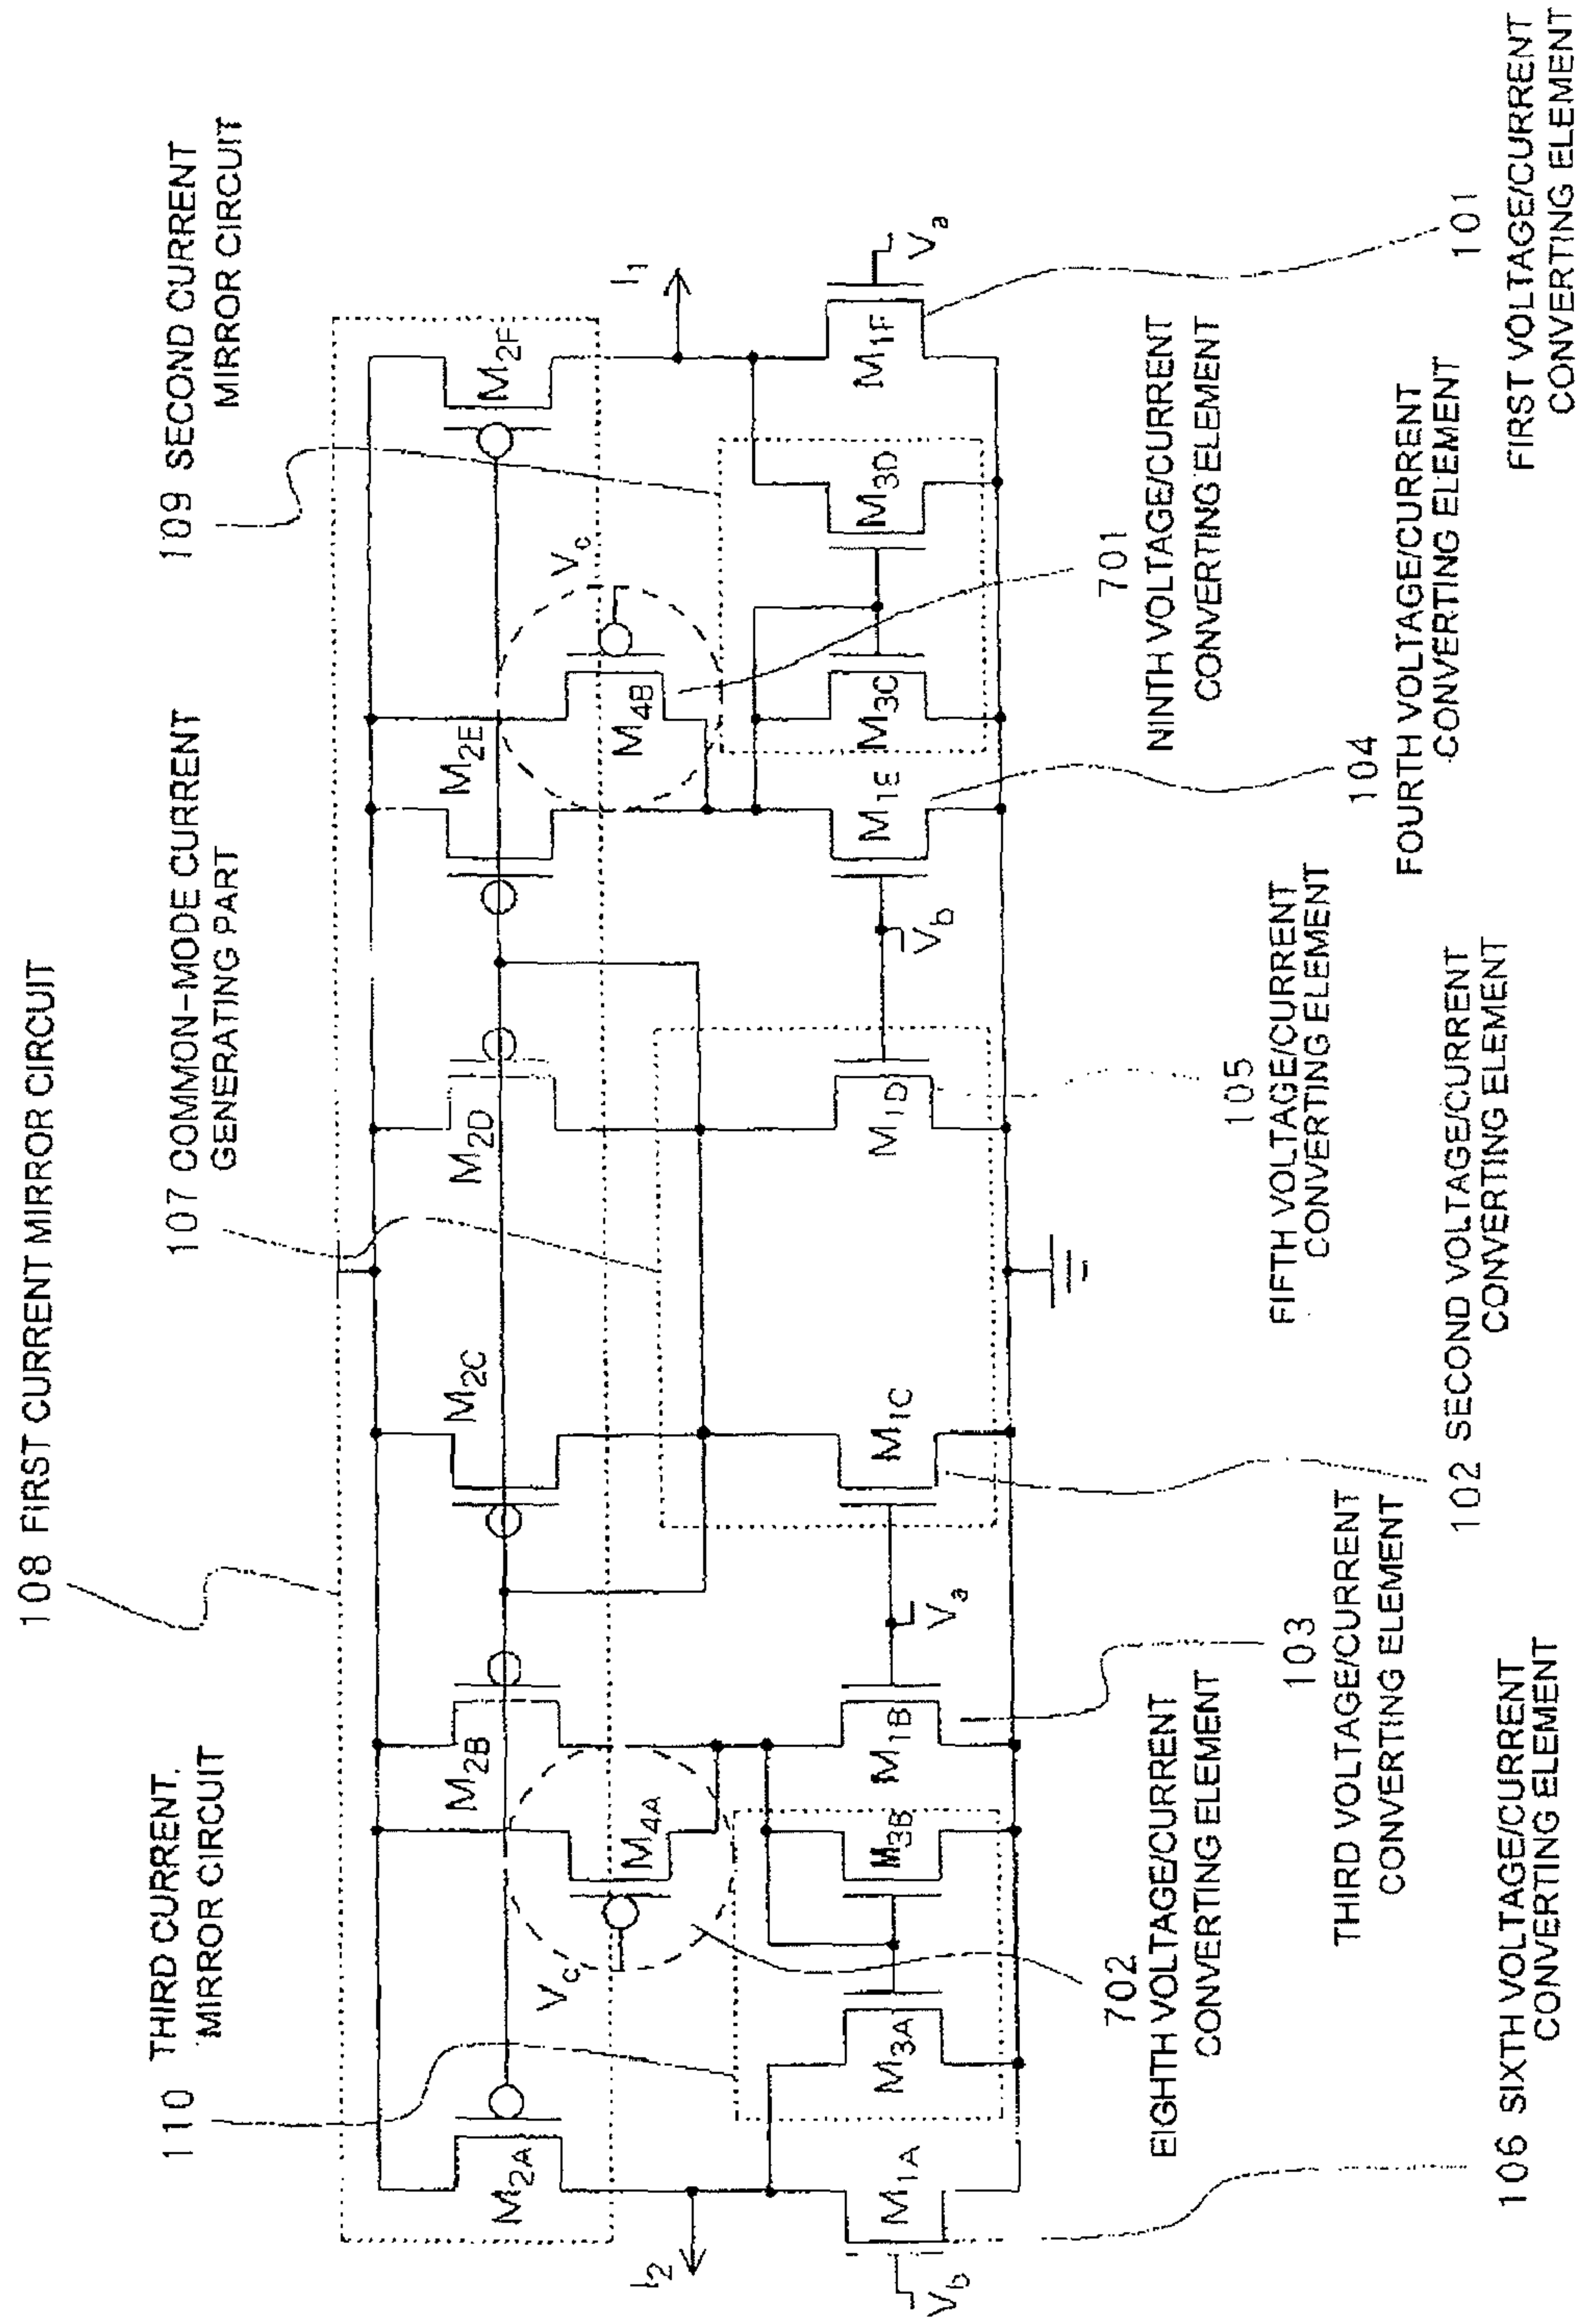 108 FIRST CURRENT MIRROR CIRCUIT
110 THIRD CURRENT
MIRROR CIRCUIT
107 COMMON-MODE CURRENT
GENERATING PART
109 SECOND CURRENT
MIRROR CIRCUIT
M2A
M2B
M2C
M2D
M2E
M2F
Vc
M4A
M4B
Vc
I2
I1
M1A
M3A
M3B
M1B
M1C
M1D
M1E
M3C
M3D
M1F
Vb
Va
Vb
Va
702
EIGHTH VOLTAGE/CURRENT
CONVERTING ELEMENT
103
THIRD VOLTAGE/CURRENT
CONVERTING ELEMENT
105
FIFTH VOLTAGE/CURRENT
CONVERTING ELEMENT
701
NINTH VOLTAGE/CURRENT
CONVERTING ELEMENT
104
FOURTH VOLTAGE/CURRENT
CONVERTING ELEMENT
106 SIXTH VOLTAGE/CURRENT
CONVERTING ELEMENT
102 SECOND VOLTAGE/CURRENT
CONVERTING ELEMENT
101
FIRST VOLTAGE/CURRENT
CONVERTING ELEMENT